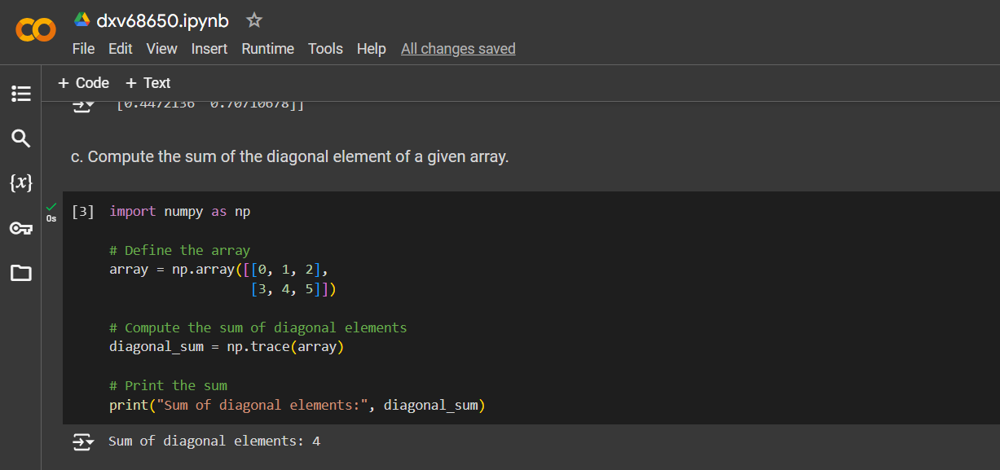 dxv68650.ipynb
File Edit View Insert Runtime Tools Help All changes saved
+ Code + Text
[0.4472136  0.70710678]]
c. Compute the sum of the diagonal element of a given array.
[3] import numpy as np
0s
# Define the array
array = np.array([[0, 1, 2],
[3, 4, 5]])
# Compute the sum of diagonal elements
diagonal_sum = np.trace(array)
# Print the sum
print("Sum of diagonal elements:", diagonal_sum)
Sum of diagonal elements: 4
{x}